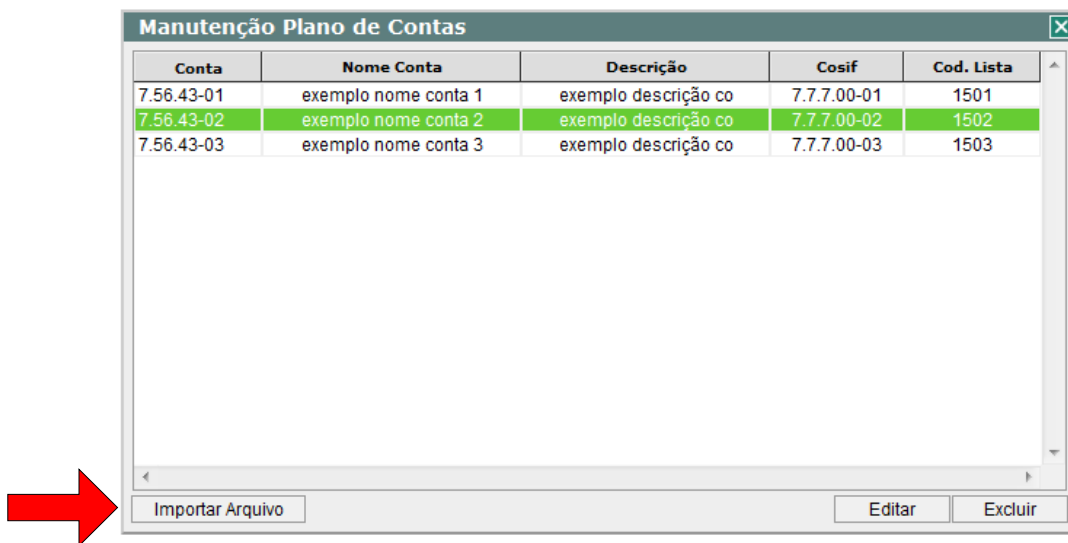 Manutenção Plano de Contas
Conta Nome Conta Descrição Cosif Cod. Lista
7.56.43-01 exemplo nome conta 1 exemplo descrição co 7.7.7.00-01 1501
7.56.43-02 exemplo nome conta 2 exemplo descrição co 7.7.7.00-02 1502
7.56.43-03 exemplo nome conta 3 exemplo descrição co 7.7.7.00-03 1503
Importar Arquivo Editar Excluir